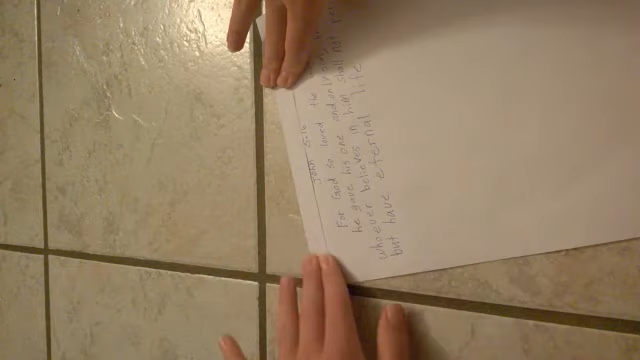 John 3:16
For God so loved the
he gave his one and only
whoever believes in him shall not
but have eternal life